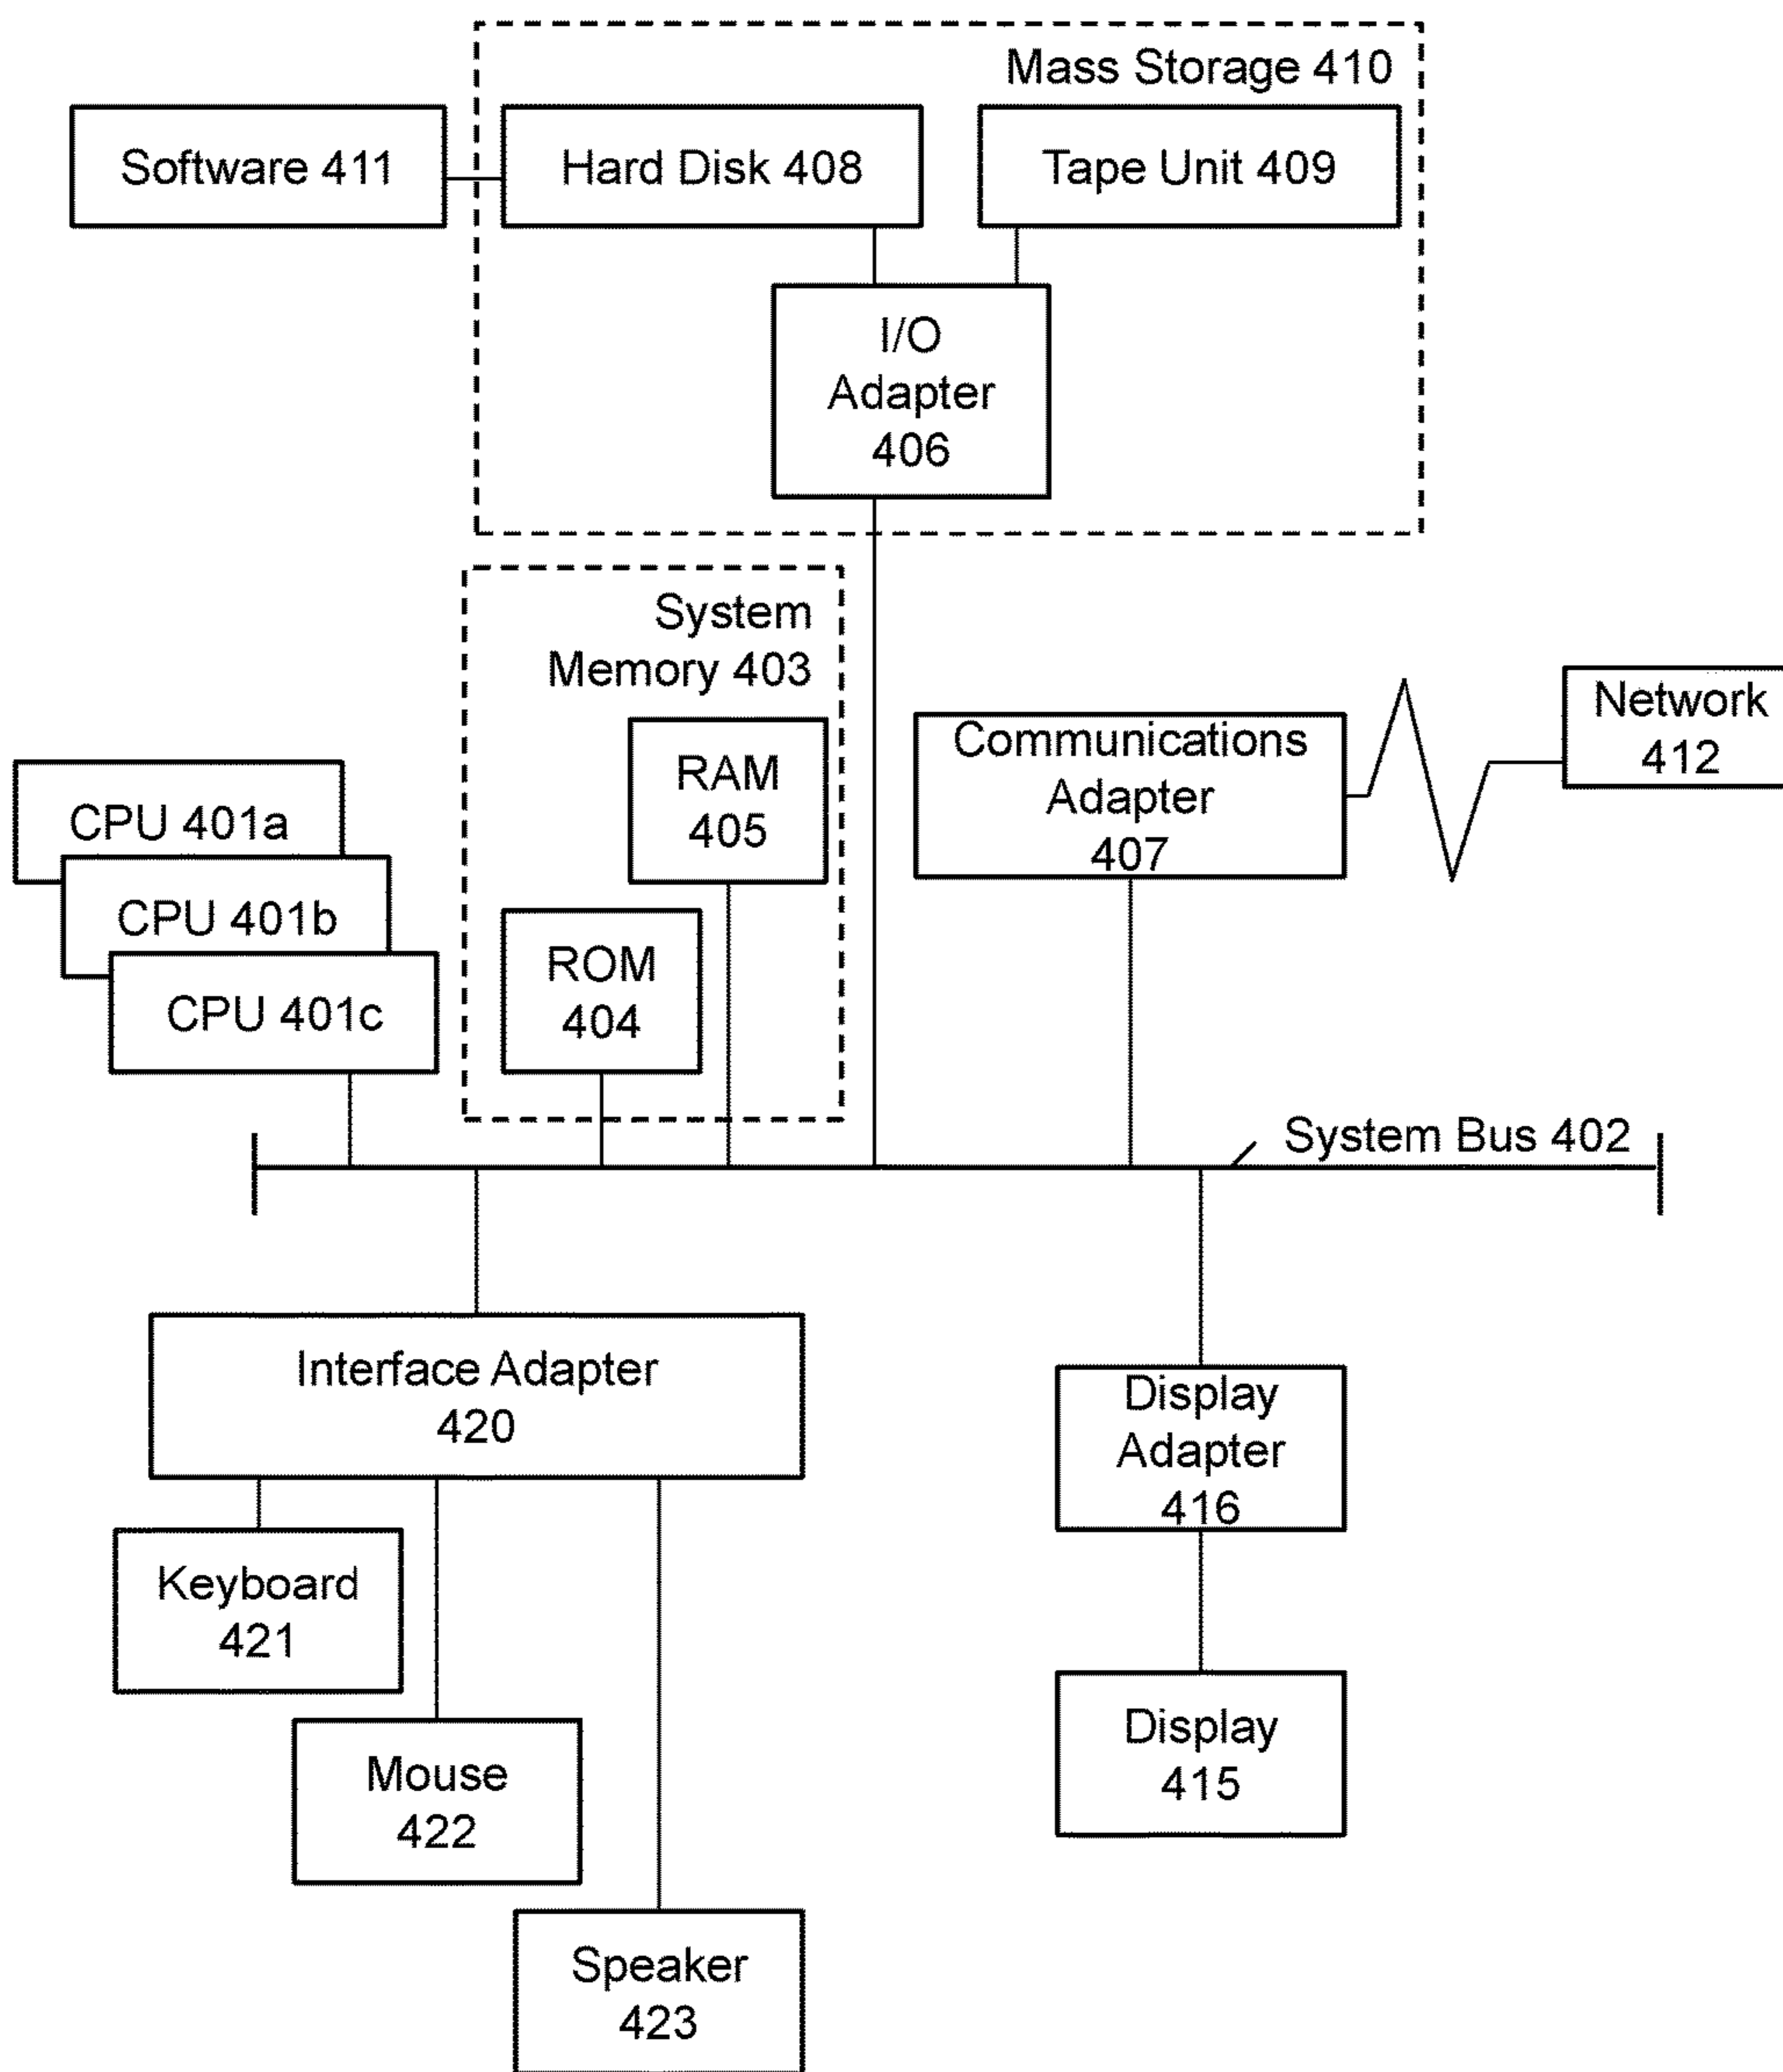 Mass Storage 410
Software 411
Hard Disk 408
Tape Unit 409
I/O
Adapter
406
System
Memory 403
RAM
405
ROM
404
Communications
Adapter
407
Network
412
CPU 401a
CPU 401b
CPU 401c
System Bus 402
Interface Adapter
420
Keyboard
421
Mouse
422
Speaker
423
Display
Adapter
416
Display
415